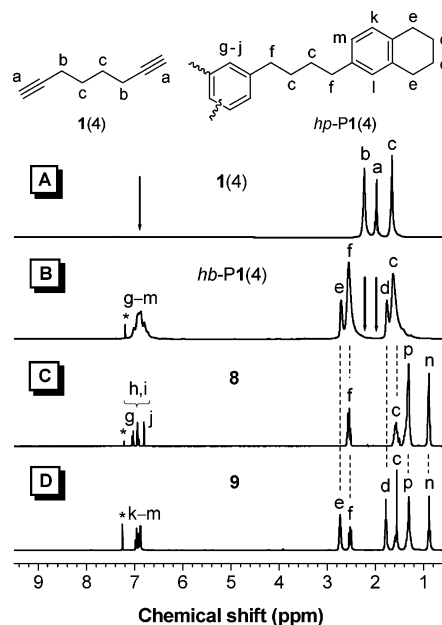 g-j
k
e
m
f
c
d
b
c
a
c
d
a
c
b
c
f
l
e
1(4)
hp-P1(4)
A
1(4)
b
a
c
B
hb-P1(4)
g–m
*
e
f
d
c
C
8
h,i
g
j
*
f
c
p
n
D
9
k–m
*
e
f
d
c
p
n
9 8 7 6 5 4 3 2 1
Chemical shift (ppm)